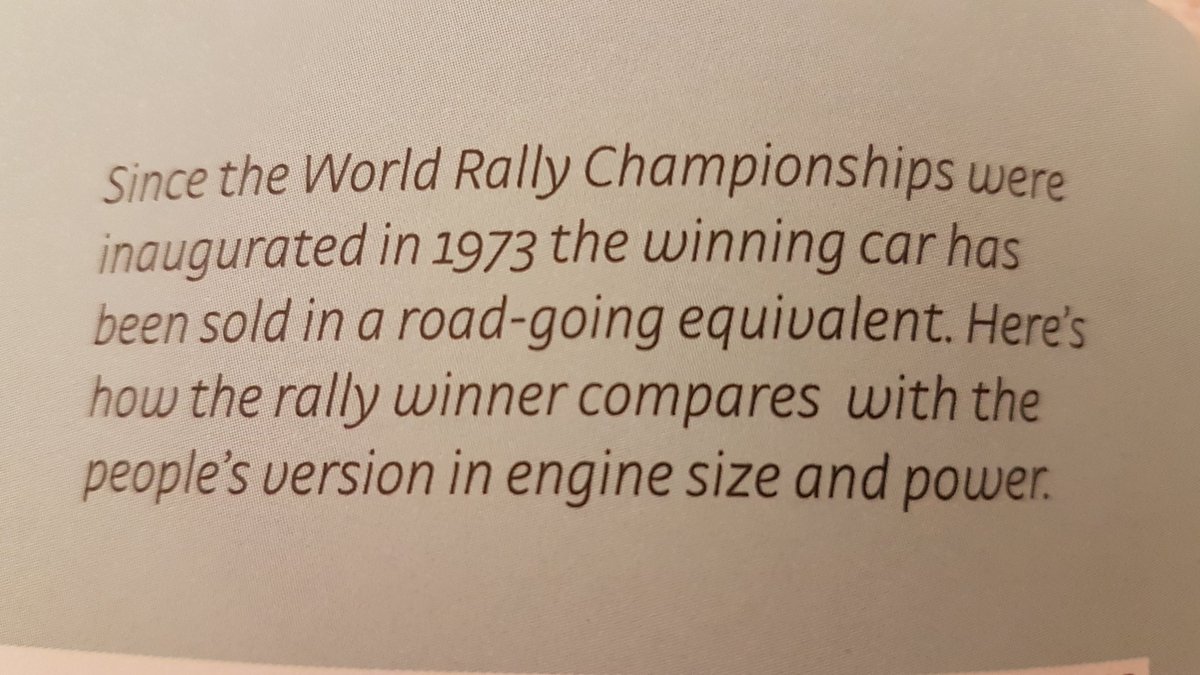 Since the World Rally Championships were
inaugurated in 1973 the winning car has
been sold in a road-going equivalent. Here’s
how the rally winner compares  with the
people’s version in engine size and power.